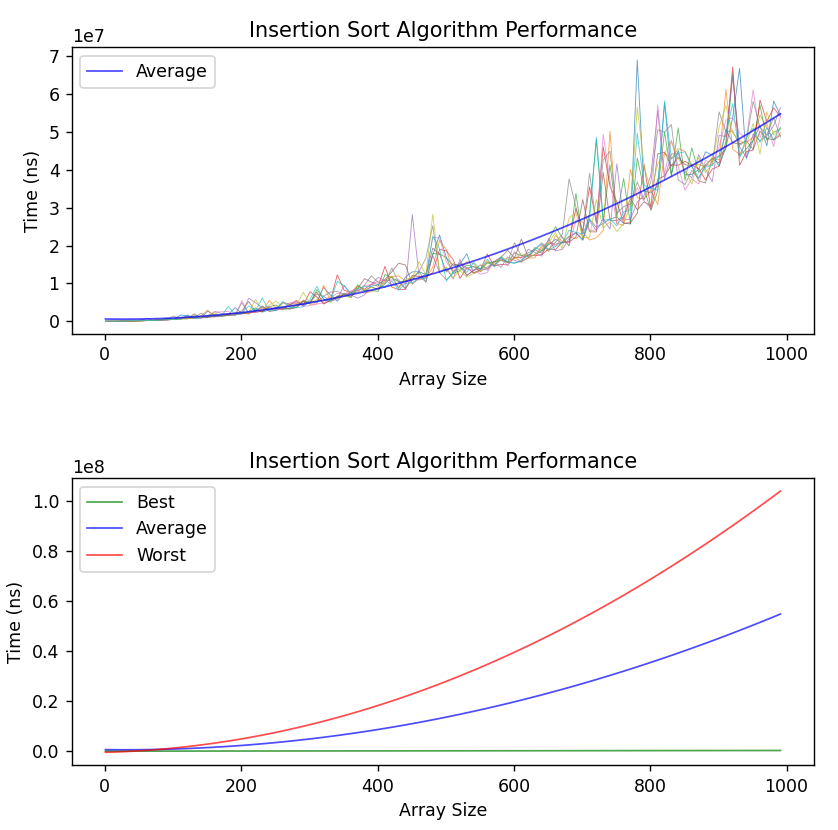 Insertion Sort Algorithm Performance
1e7
Average
7
6
5
4
3
2
1
0
Time (ns)
0 200 400 600 800 1000
Array Size
Insertion Sort Algorithm Performance
1e8
Best
Average
Worst
1.0
0.8
0.6
0.4
0.2
0.0
Time (ns)
0 200 400 600 800 1000
Array Size